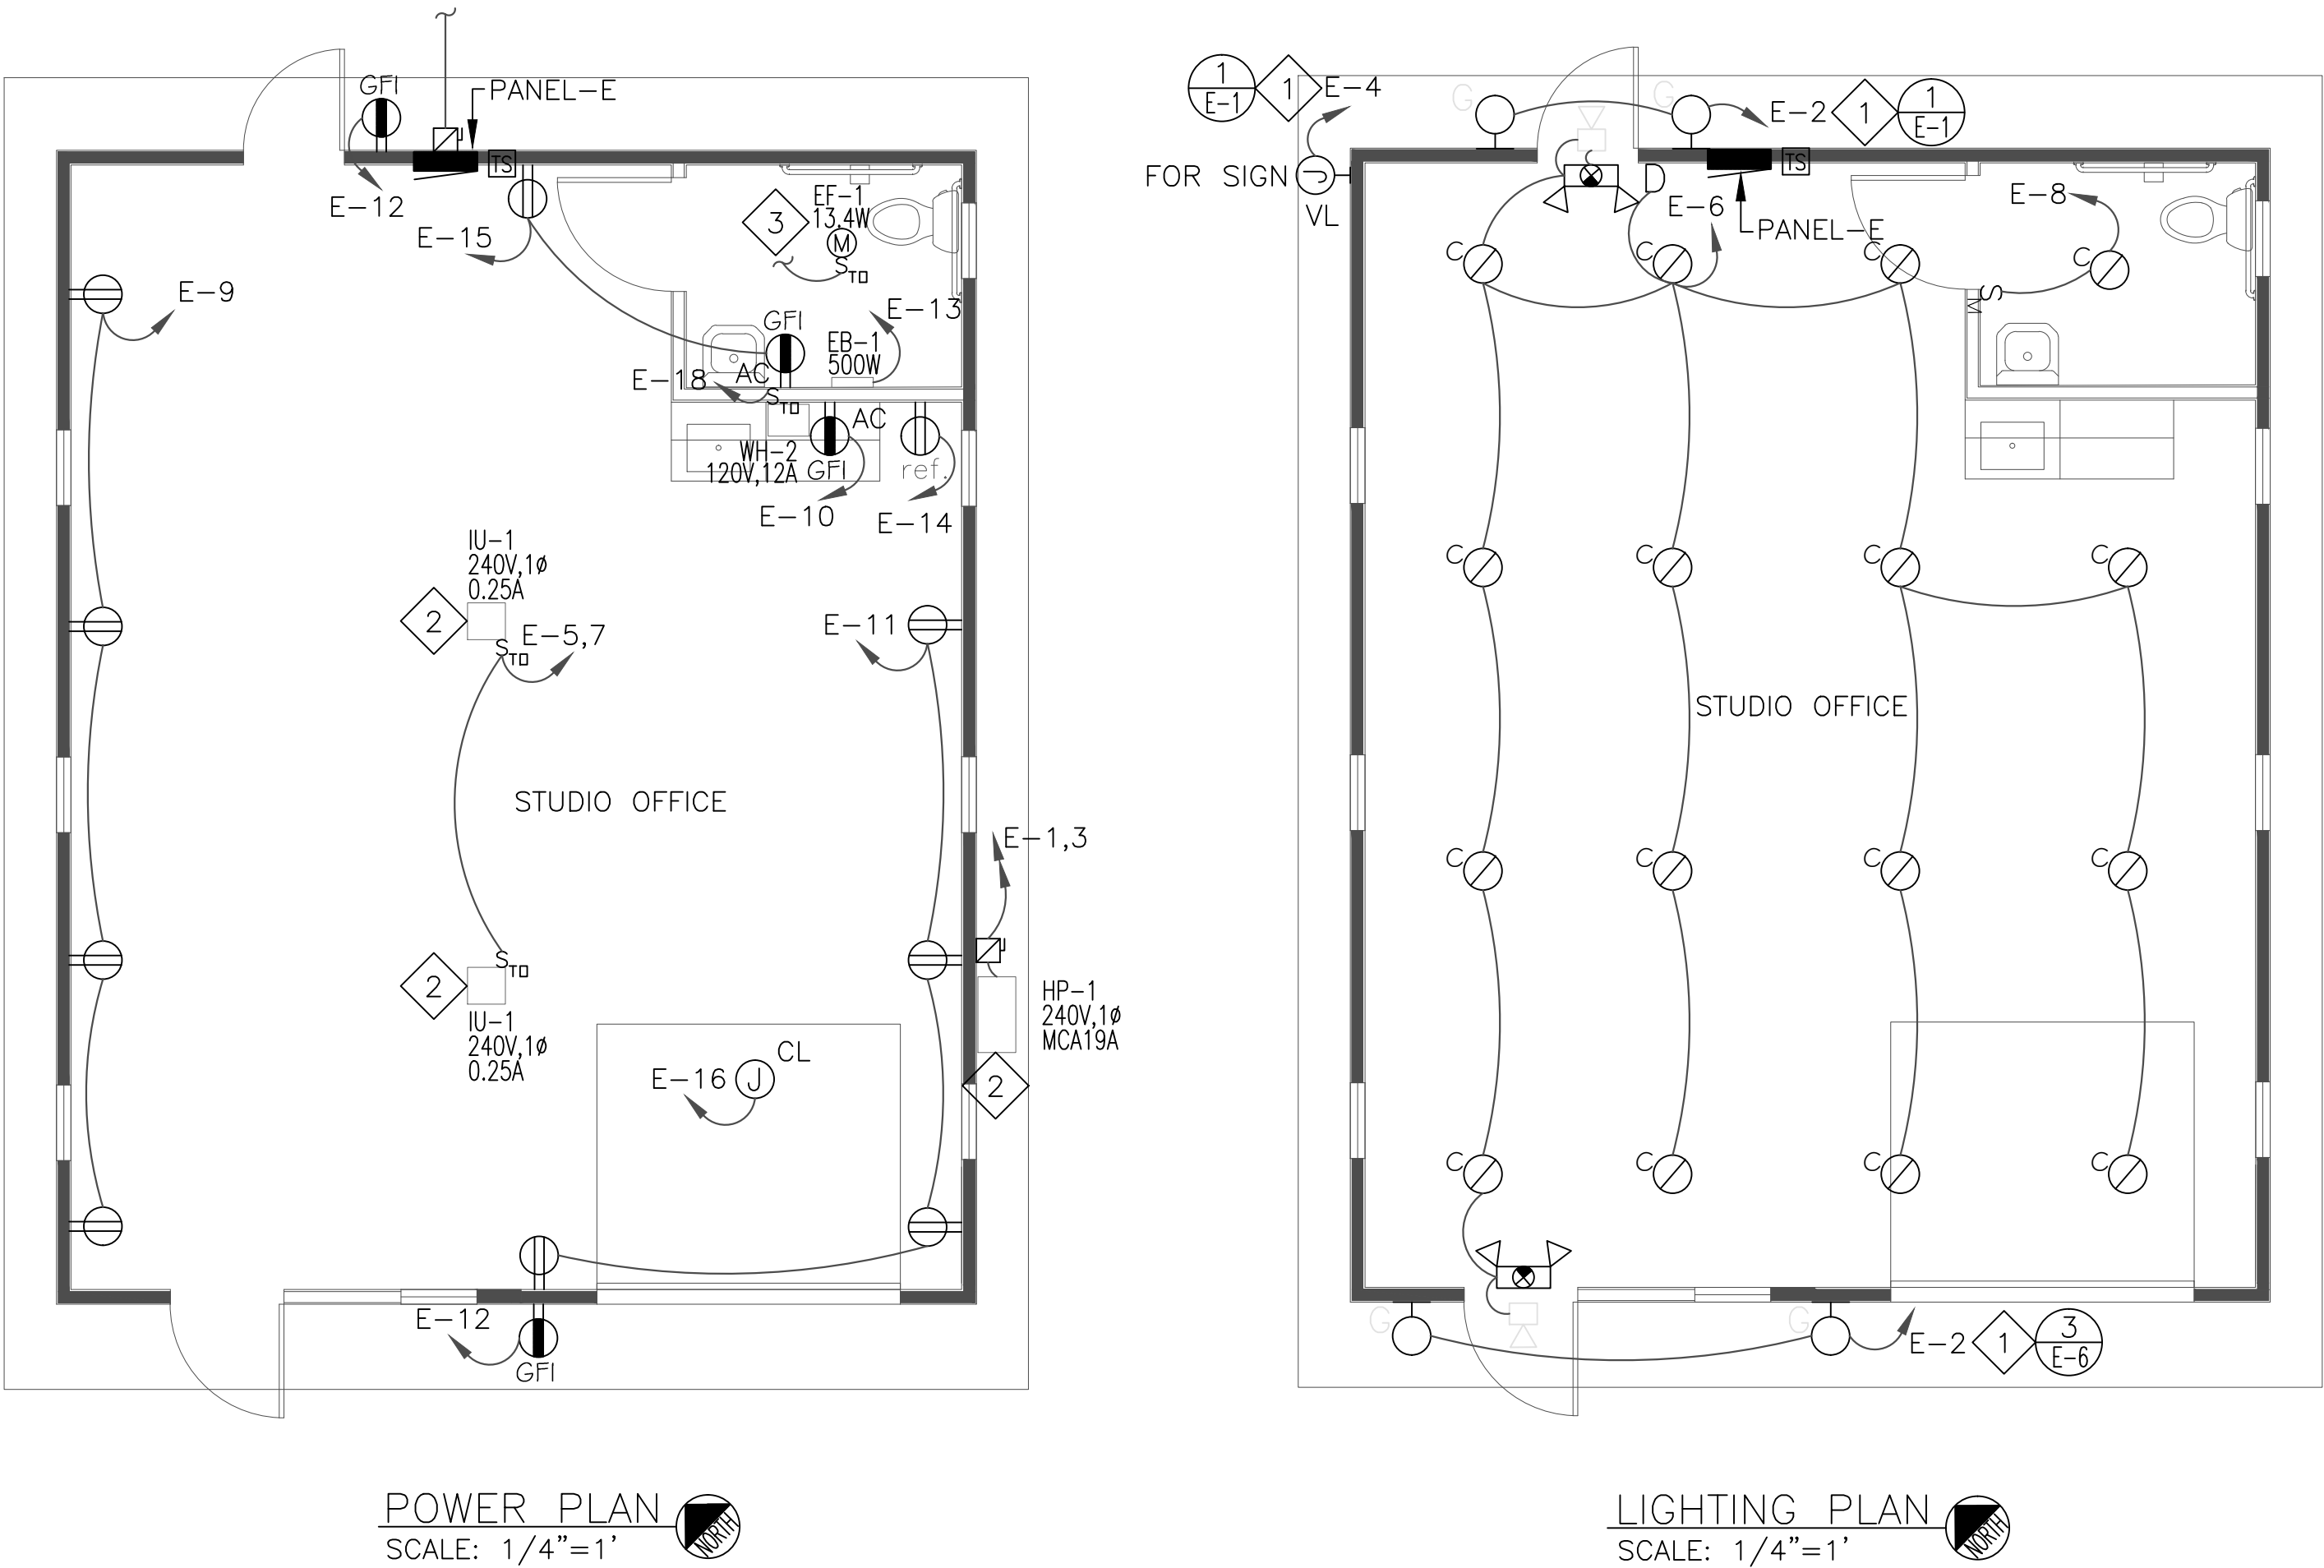 GFI
PANEL-E
TS
E-12
E-15
3
EF-1
13.4W
M
STO
E-9
E-13
GFI
EB-1
500W
E-18
AC
STO
AC
WH-2
120V,12A
GFI
ref.
E-10
E-14
IU-1
240V,1ø
0.25A
2
E-5,7
STO
E-11
STUDIO OFFICE
E-1,3
STO
2
IU-1
240V,1ø
0.25A
HP-1
240V,1ø
MCA19A
CL
E-16
J
2
E-12
GFI
POWER PLAN
NORTH
SCALE: 1/4"=1'
1
E-1
1
E-4
G
G
E-2
1
1
E-1
FOR SIGN
J
VL
D
TS
E-6
PANEL-E
E-8
C
C
C
C
S
M
C
C
C
C
STUDIO OFFICE
C
C
C
C
C
C
C
C
G
G
E-2
1
3
E-6
LIGHTING PLAN
NORTH
SCALE: 1/4"=1'